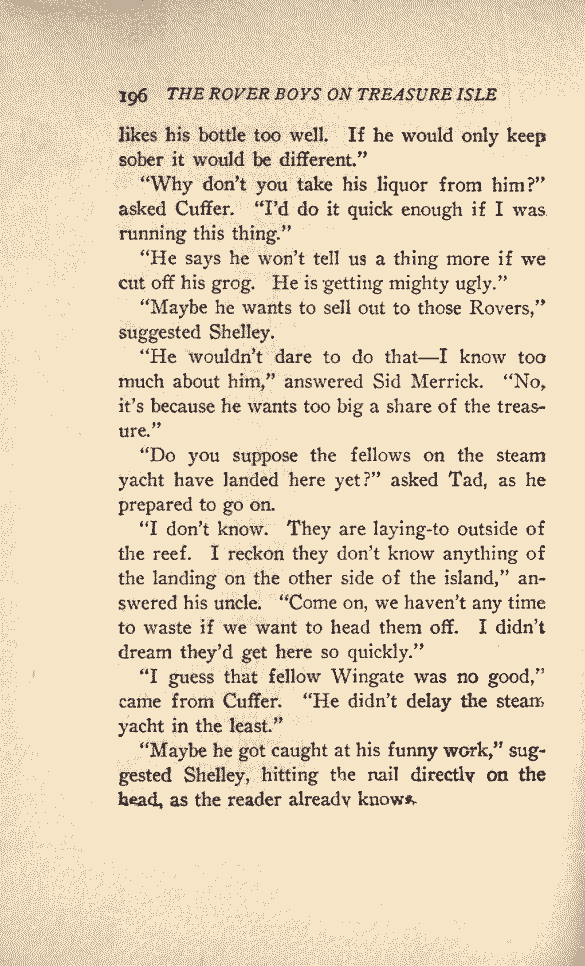 196 THE ROVER BOYS ON TREASURE ISLE
likes his bottle too well. If he would only keep
sober it would be different.”
“Why don’t you take his liquor from him?”
asked Cuffer. “I’d do it quick enough if I was
running this thing.”
“He says he won’t tell us a thing more if we
cut off his grog. He is getting mighty ugly.”
“Maybe he wants to sell out to those Rovers,”
suggested Shelley.
“He wouldn’t dare to do that—I know too
much about him,” answered Sid Merrick. “No,
it’s because he wants too big a share of the treas-
ure.”
“Do you suppose the fellows on the steam
yacht have landed here yet?” asked Tad, as he
prepared to go on.
“I don’t know. They are laying-to outside of
the reef. I reckon they don’t know anything of
the landing on the other side of the island,” an-
swered his uncle. “Come on, we haven’t any time
to waste if we want to head them off. I didn’t
dream they’d get here so quickly.”
“I guess that fellow Wingate was no good,”
came from Cuffer. “He didn’t delay the steam
yacht in the least.”
“Maybe he got caught at his funny work,” sug-
gested Shelley, hitting the nail directly on the
head, as the reader already knows.